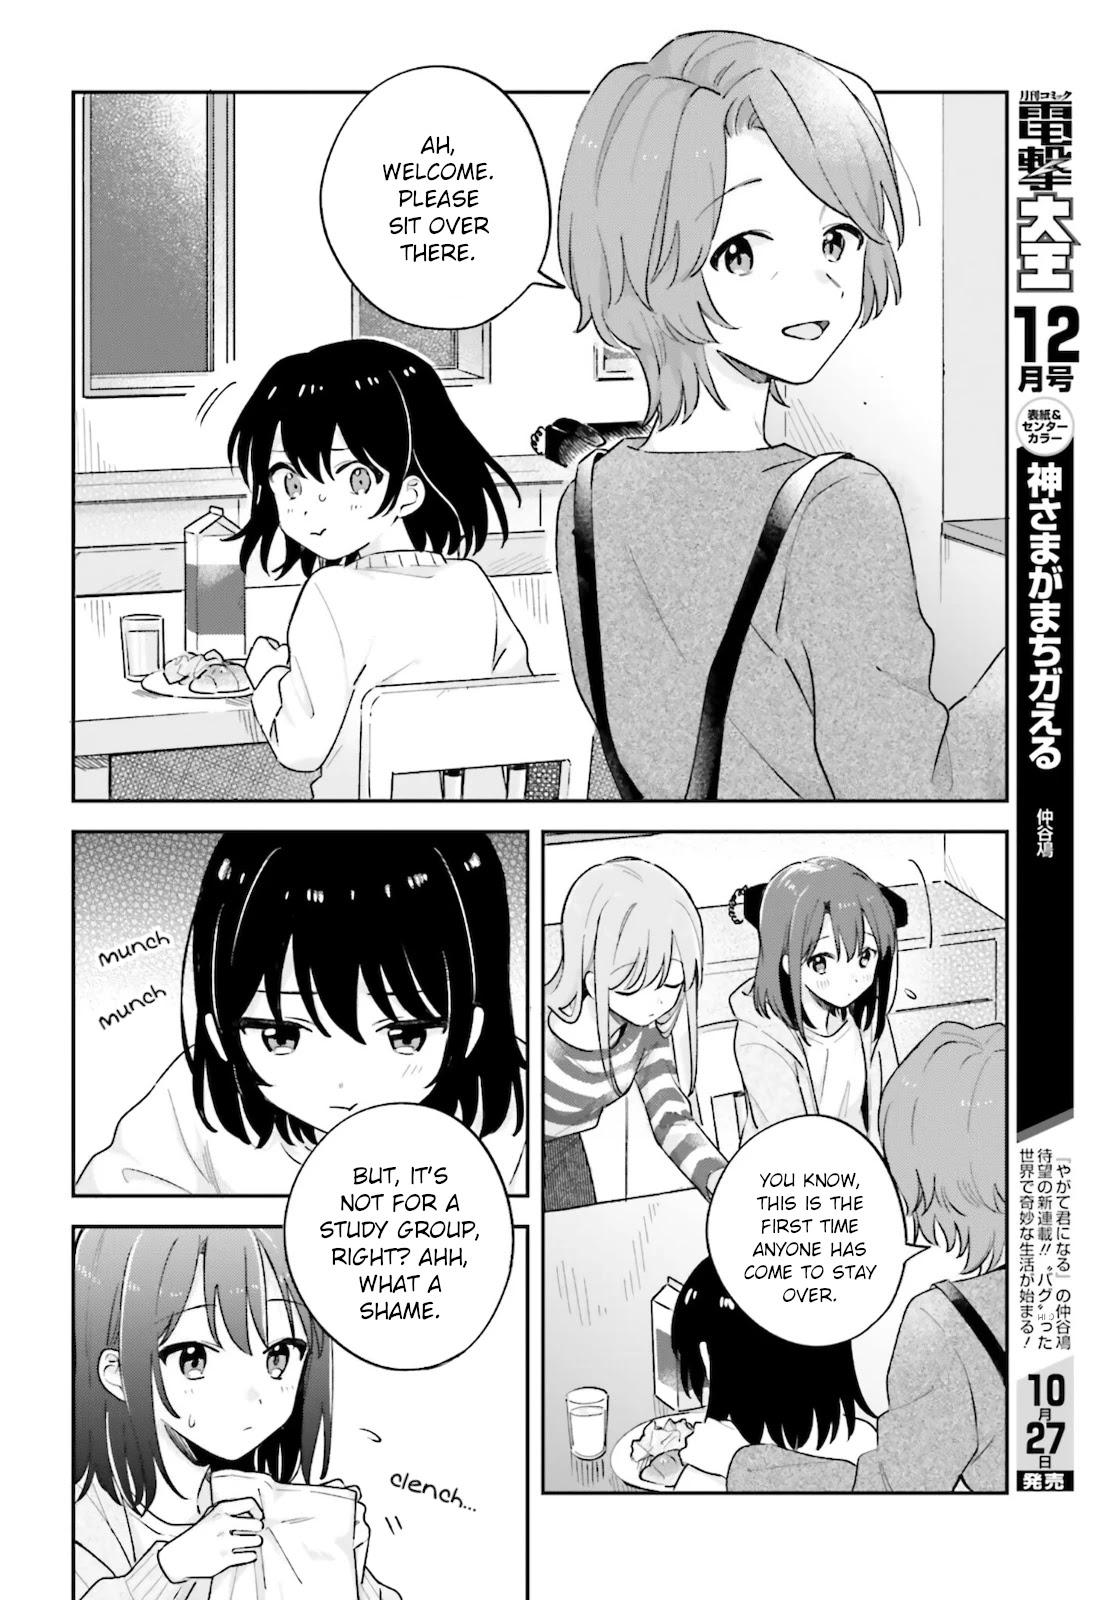 AH,
WELCOME.
PLEASE
SIT OVER
THERE.
YOU KNOW,
THIS IS THE
FIRST TIME
ANYONE HAS
COME TO STAY
OVER.
munch
munch
BUT, IT'S
NOT FOR A
STUDY GROUP,
RIGHT? AHH,
WHAT A
SHAME.
clench...
月刊コミック
電撃大王
12
月号
表紙&
センター
カラー
神さまがまちガえる
仲谷鳰
『やがて君になる』の仲谷鳰
待望の新連載!! 〝バグ〟った
世界で奇妙な生活が始まる!
10
月
27
日
発売